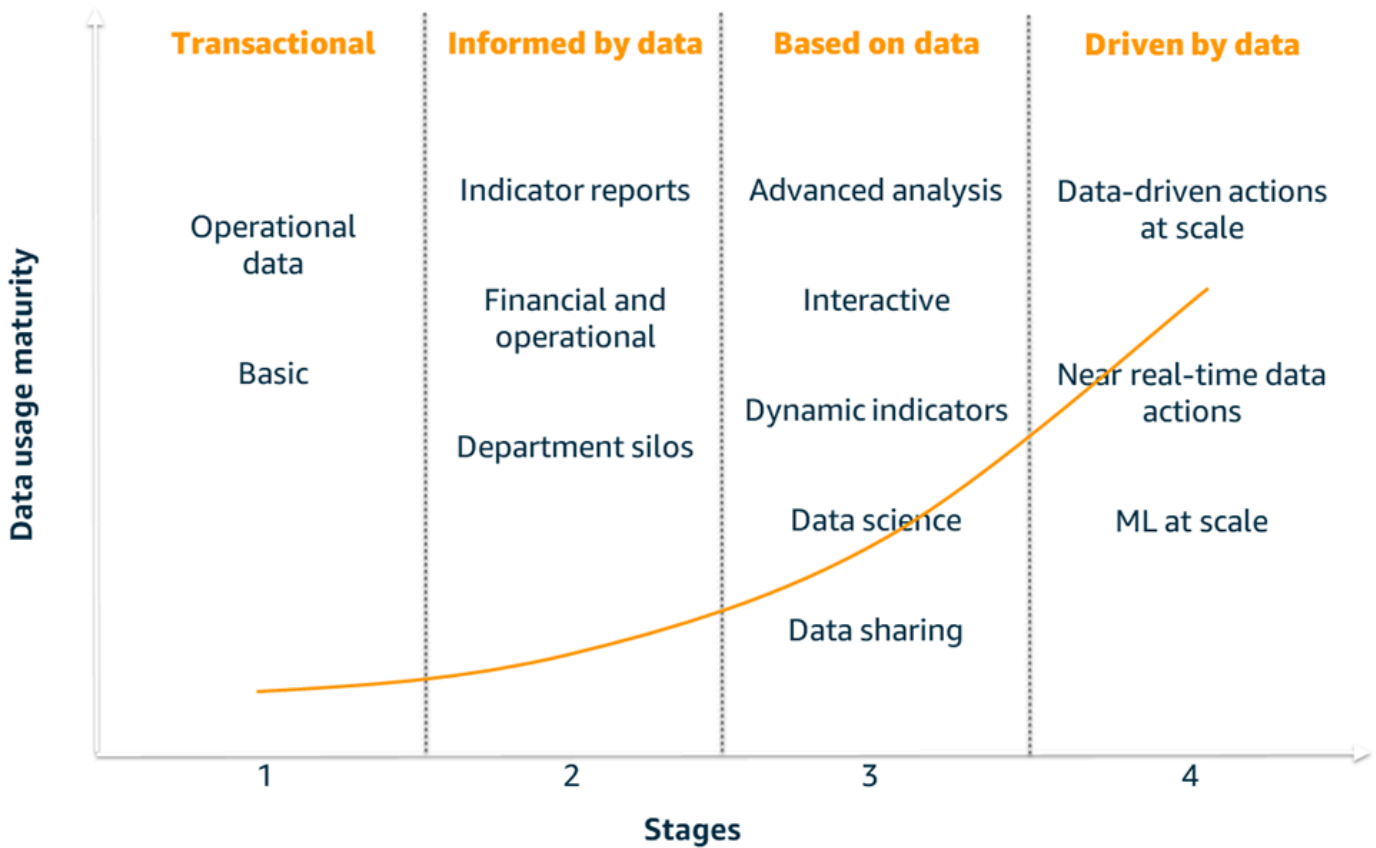 Transactional
Operational
data
Basic
Informed by data
Indicator reports
Financial and
operational
Department silos
Based on data
Advanced analysis
Interactive
Dynamic indicators
Data science
Data sharing
Driven by data
Data-driven actions
at scale
Near real-time data
actions
ML at scale
Data usage maturity
1
2
3
4
Stages